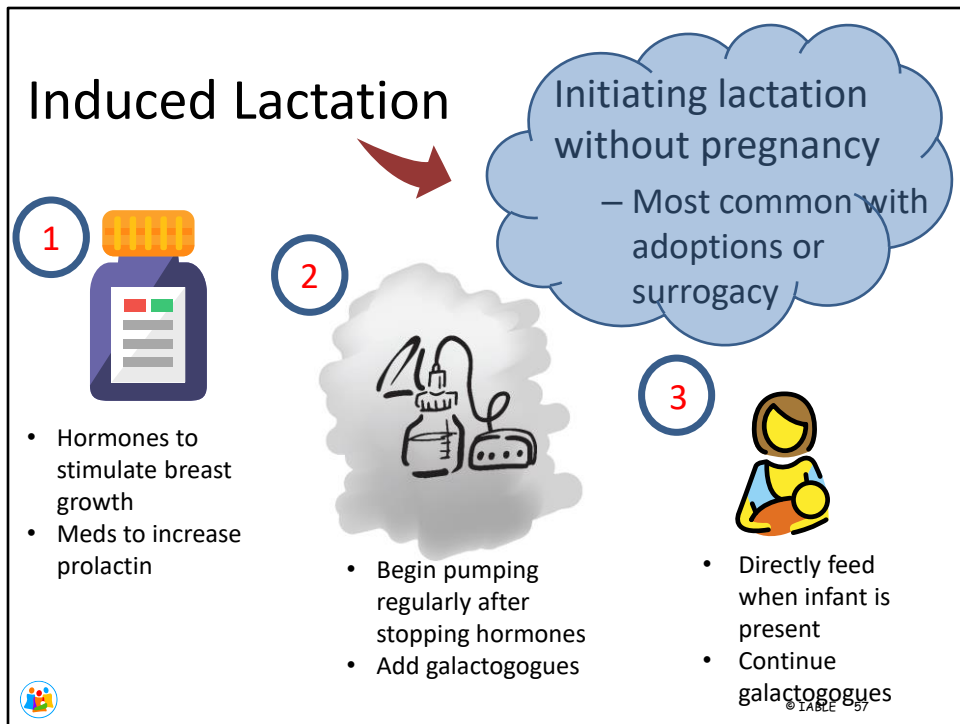 Induced Lactation
Initiating lactation
without pregnancy
– Most common with
adoptions or
surrogacy
1
• Hormones to
stimulate breast
growth
• Meds to increase
prolactin
2
• Begin pumping
regularly after
stopping hormones
• Add galactogogues
3
• Directly feed
when infant is
present
• Continue
galactogogues
© IABLE 57